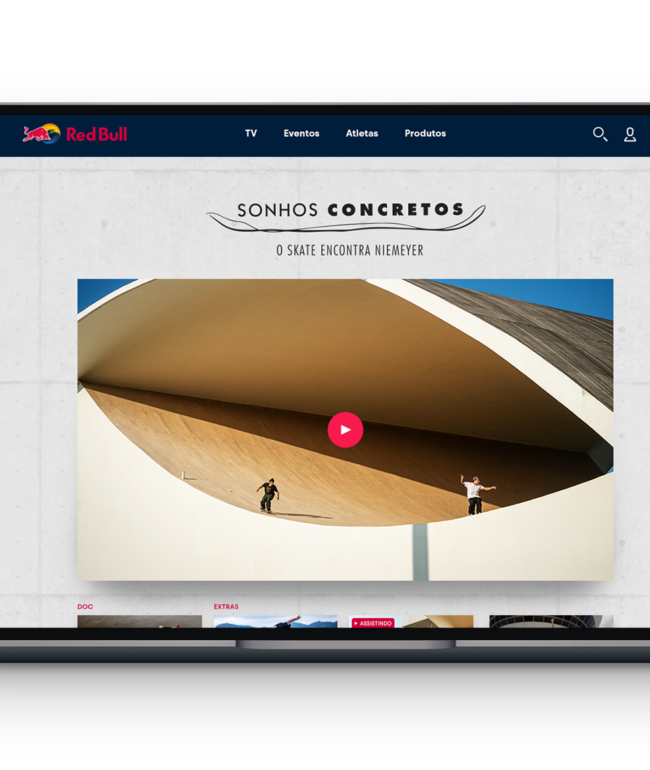 Red Bull
TV Eventos Atletas Produtos
SONHOS CONCRETOS
O SKATE ENCONTRA NIEMEYER
DOC EXTRAS
ASSISTINDO